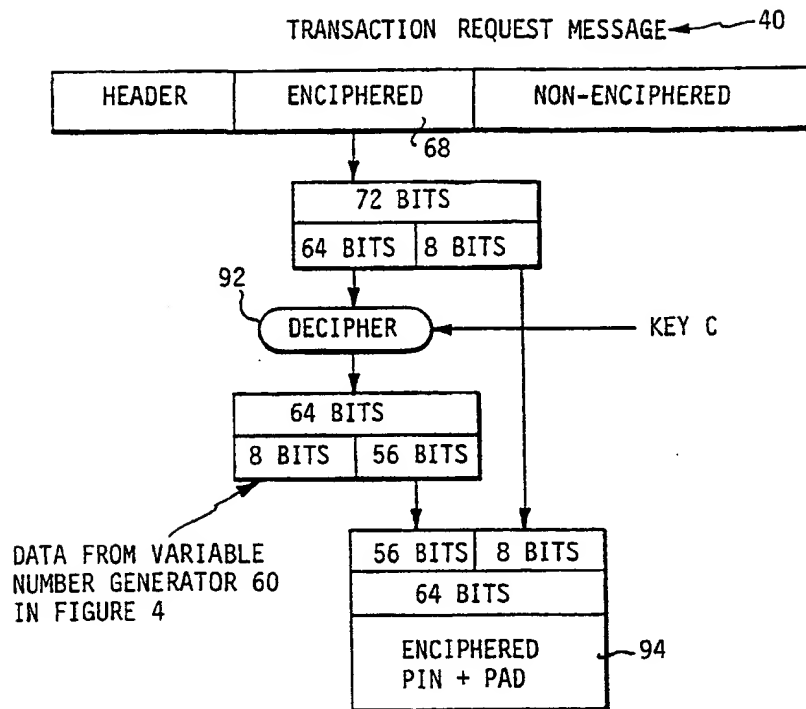 TRANSACTION REQUEST MESSAGE 40
HEADER ENCIPHERED NON-ENCIPHERED
68
72 BITS
64 BITS 8 BITS
92
DECIPHER KEY C
64 BITS
8 BITS 56 BITS
DATA FROM VARIABLE
NUMBER GENERATOR 60
IN FIGURE 4
56 BITS 8 BITS
64 BITS
ENCIPHERED
PIN + PAD
94